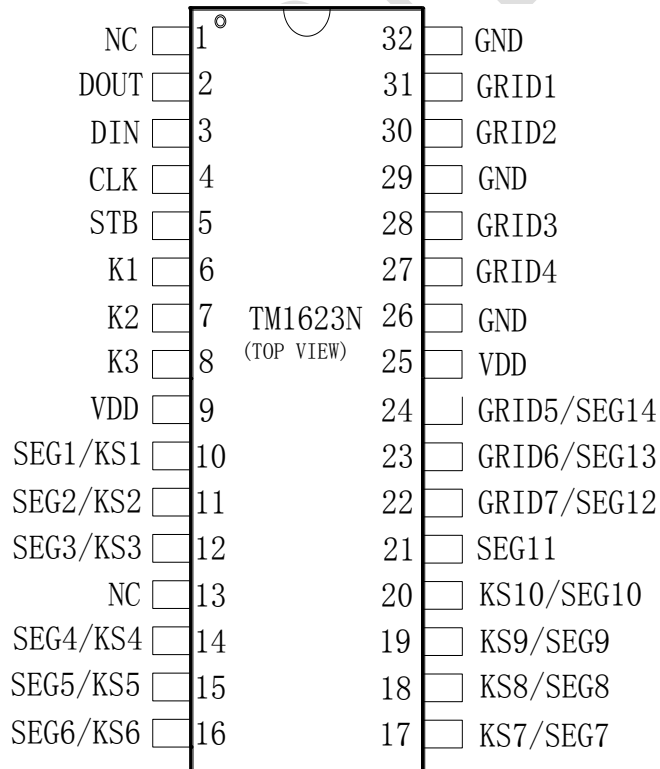 NC 1 32 GND
DOUT 2 31 GRID1
DIN 3 30 GRID2
CLK 4 29 GND
STB 5 28 GRID3
K1 6 27 GRID4
K2 7 TM1623N 26 GND
(TOP VIEW)
K3 8 25 VDD
VDD 9 24 GRID5/SEG14
SEG1/KS1 10 23 GRID6/SEG13
SEG2/KS2 11 22 GRID7/SEG12
SEG3/KS3 12 21 SEG11
NC 13 20 KS10/SEG10
SEG4/KS4 14 19 KS9/SEG9
SEG5/KS5 15 18 KS8/SEG8
SEG6/KS6 16 17 KS7/SEG7